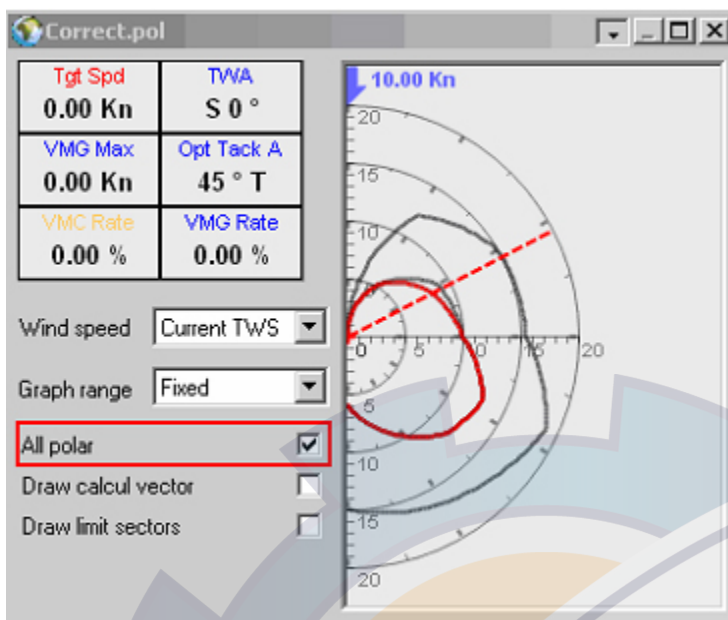 Correct.pol
Tgt Spd TWA
0.00 Kn S 0 °
VMG Max Opt Tack A
0.00 Kn 45 ° T
VMC Rate VMG Rate
0.00 % 0.00 %
Wind speed Current TWS
Graph range Fixed
All polar
Draw calcul vector
Draw limit sectors
10.00 Kn
20
15
10
0 5 10 15 20
5
10
15
20